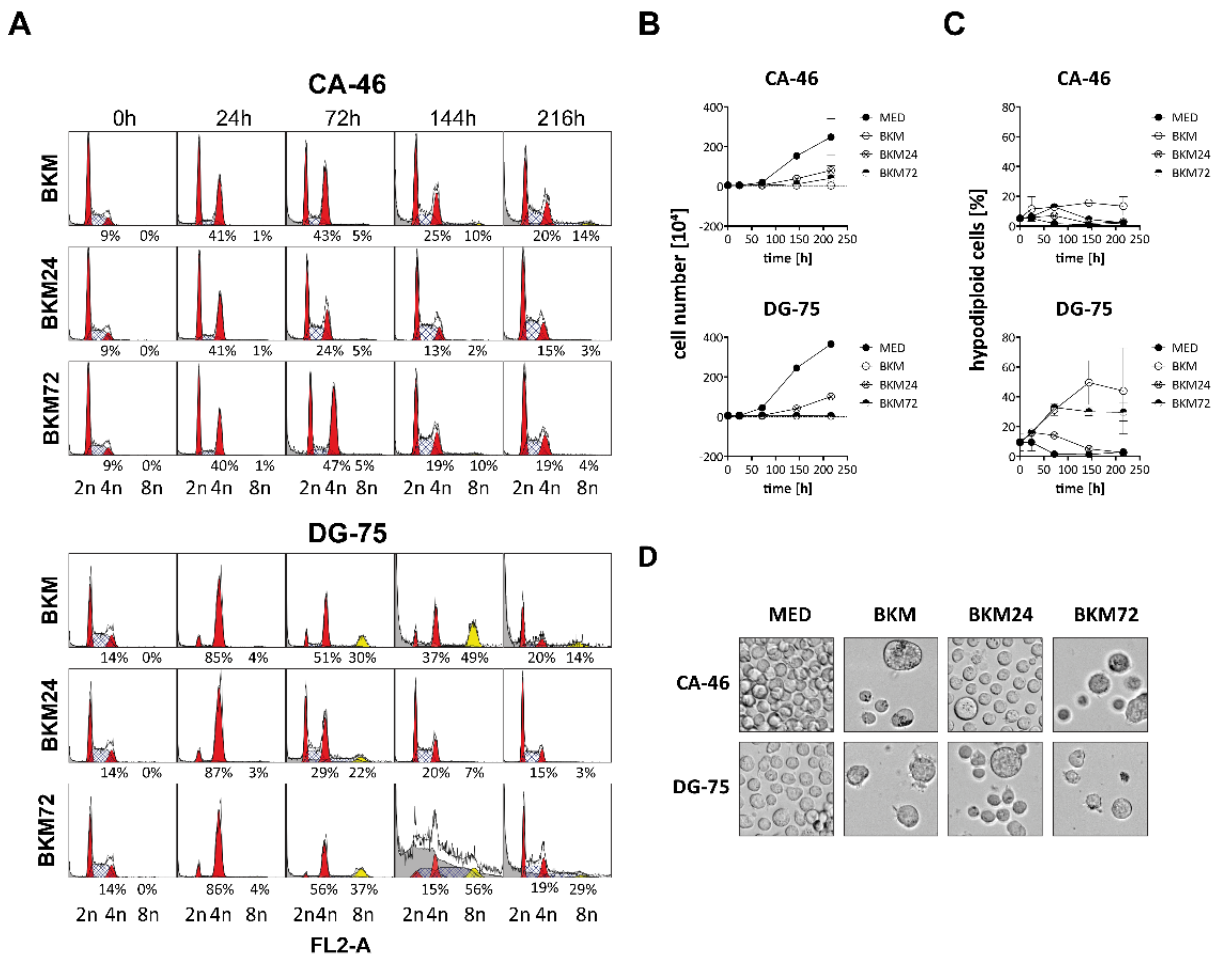 A
CA-46
0h 24h 72h 144h 216h
BKM
9% 0% 41% 1% 43% 5% 25% 10% 20% 14%
BKM24
9% 0% 41% 1% 24% 5% 13% 2% 15% 3%
BKM72
9% 0% 40% 1% 47% 5% 19% 10% 19% 4%
2n 4n 8n 2n 4n 8n 2n 4n 8n 2n 4n 8n 2n 4n 8n
DG-75
BKM
14% 0% 85% 4% 51% 30% 37% 49% 20% 14%
BKM24
14% 0% 87% 3% 29% 22% 20% 7% 15% 3%
BKM72
14% 0% 86% 4% 56% 37% 15% 56% 19% 29%
2n 4n 8n 2n 4n 8n 2n 4n 8n 2n 4n 8n 2n 4n 8n
FL2-A
B
cell number [10⁴]
CA-46
400
200
0
-200
0 50 100 150 200 250
time [h]
MED
BKM
BKM24
BKM72
DG-75
400
200
0
-200
0 50 100 150 200 250
time [h]
MED
BKM
BKM24
BKM72
C
hypodiploid cells [%]
CA-46
80
60
40
20
0
0 50 100 150 200 250
time [h]
MED
BKM
BKM24
BKM72
DG-75
80
60
40
20
0
0 50 100 150 200 250
time [h]
MED
BKM
BKM24
BKM72
D
MED BKM BKM24 BKM72
CA-46
DG-75